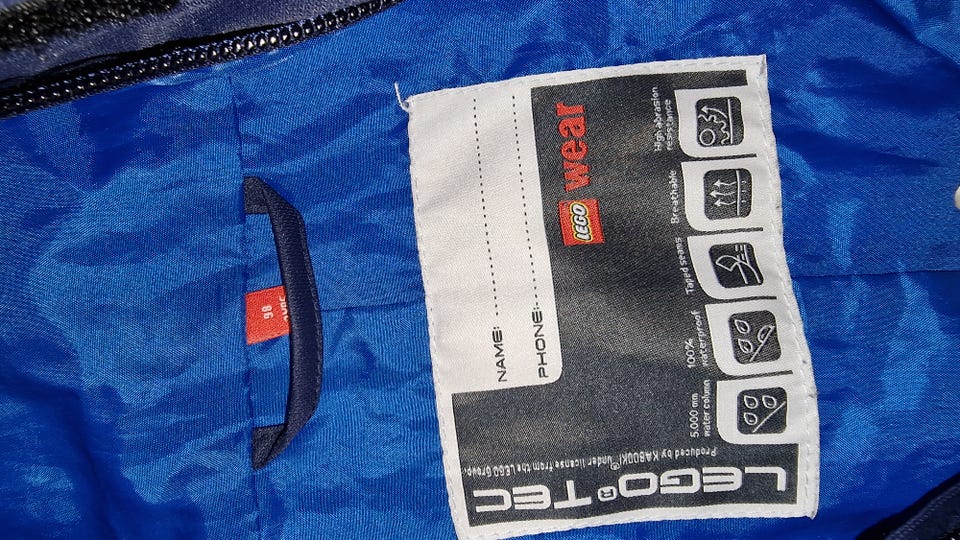 LEGO wear
NAME:
PHONE:
5.000 mm
water column
100%
waterproof
Taped seams
Breathable
High abrasion
resistance
LEGO® TEC
Produced by KABOOKI® under license from the LEGO Group.
98